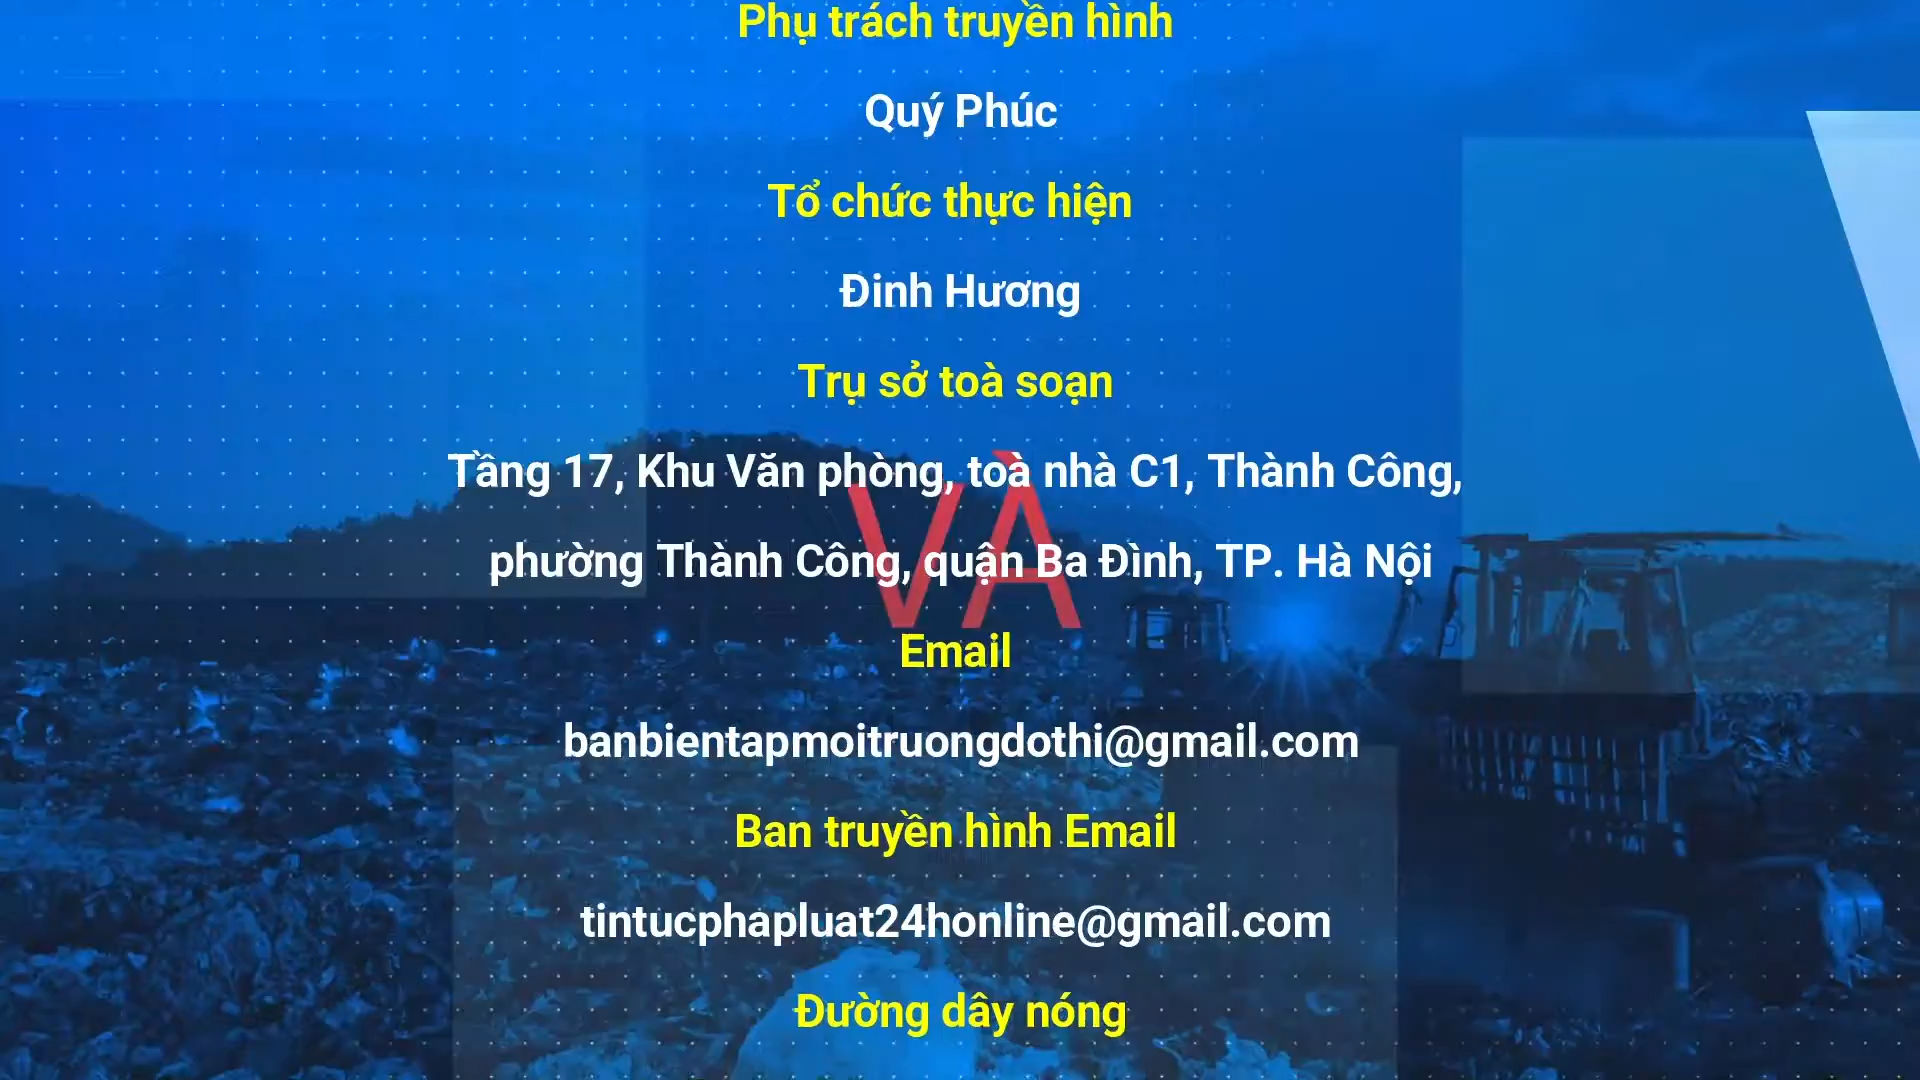 Phụ trách truyền hình
Quý Phúc
Tổ chức thực hiện
Đinh Hương
Trụ sở toà soạn
Tầng 17, Khu Văn phòng, toà nhà C1, Thành Công,
phường Thành Công, quận Ba Đình, TP. Hà Nội
VÀ
Email
banbientapmoitruongdothi@gmail.com
Ban truyền hình Email
tintucphapluat24honline@gmail.com
Đường dây nóng